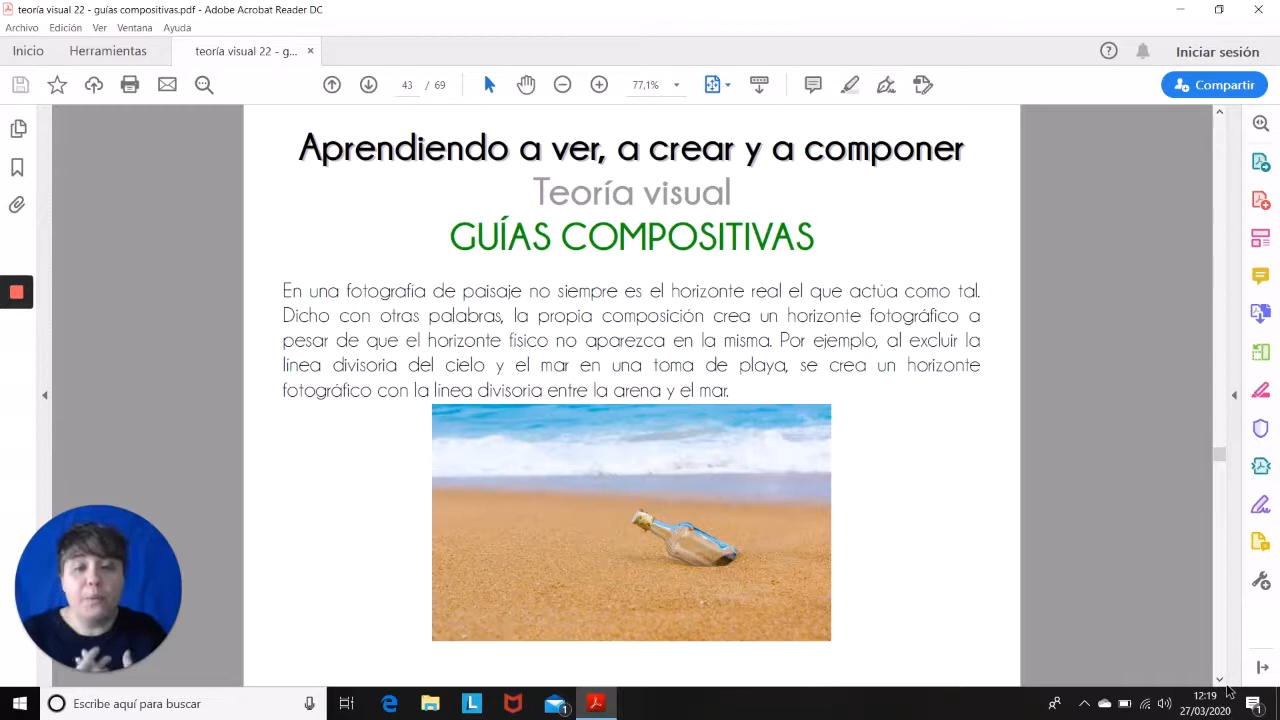 teoría visual 22 - guías compositivas.pdf - Adobe Acrobat Reader DC
Archivo Edición Ver Ventana Ayuda
Inicio Herramientas teoría visual 22 - g... × Iniciar sesión
43 / 69 77,1% Compartir
Aprendiendo a ver, a crear y a componer
Teoría visual
GUÍAS COMPOSITIVAS
En una fotografía de paisaje no siempre es el horizonte real el que actúa como tal.
Dicho con otras palabras, la propia composición crea un horizonte fotográfico a
pesar de que el horizonte físico no aparezca en la misma. Por ejemplo, al excluir la
línea divisoria del cielo y el mar en una toma de playa, se crea un horizonte
fotográfico con la línea divisoria entre la arena y el mar.
Escribe aquí para buscar
12:19
27/03/2020